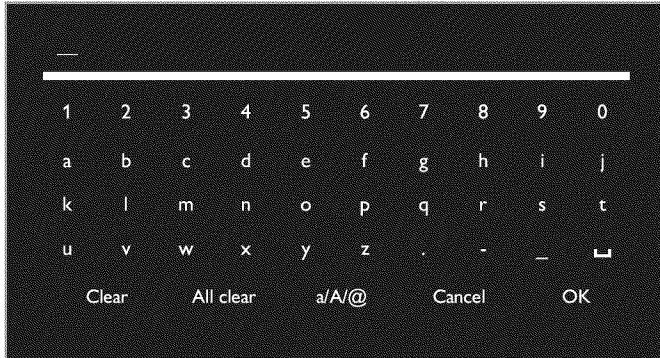 _
1 2 3 4 5 6 7 8 9 0
a b c d e f g h i j
k l m n o p q r s t
u v w x y z . - _ ␣
Clear All clear a/A/@ Cancel OK